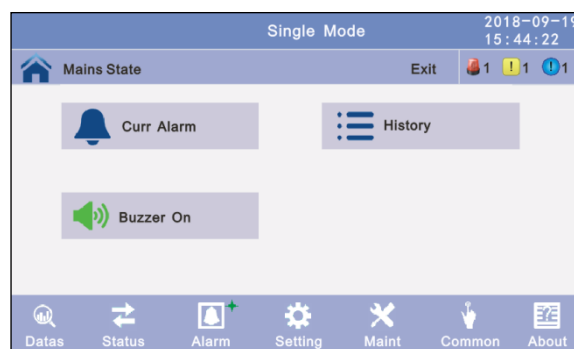 Single Mode
2018-09-19
15:44:22
Mains State
Exit
1
! 1
! 1
Curr Alarm
History
Buzzer On
Datas
Status
Alarm
Setting
Maint
Common
About